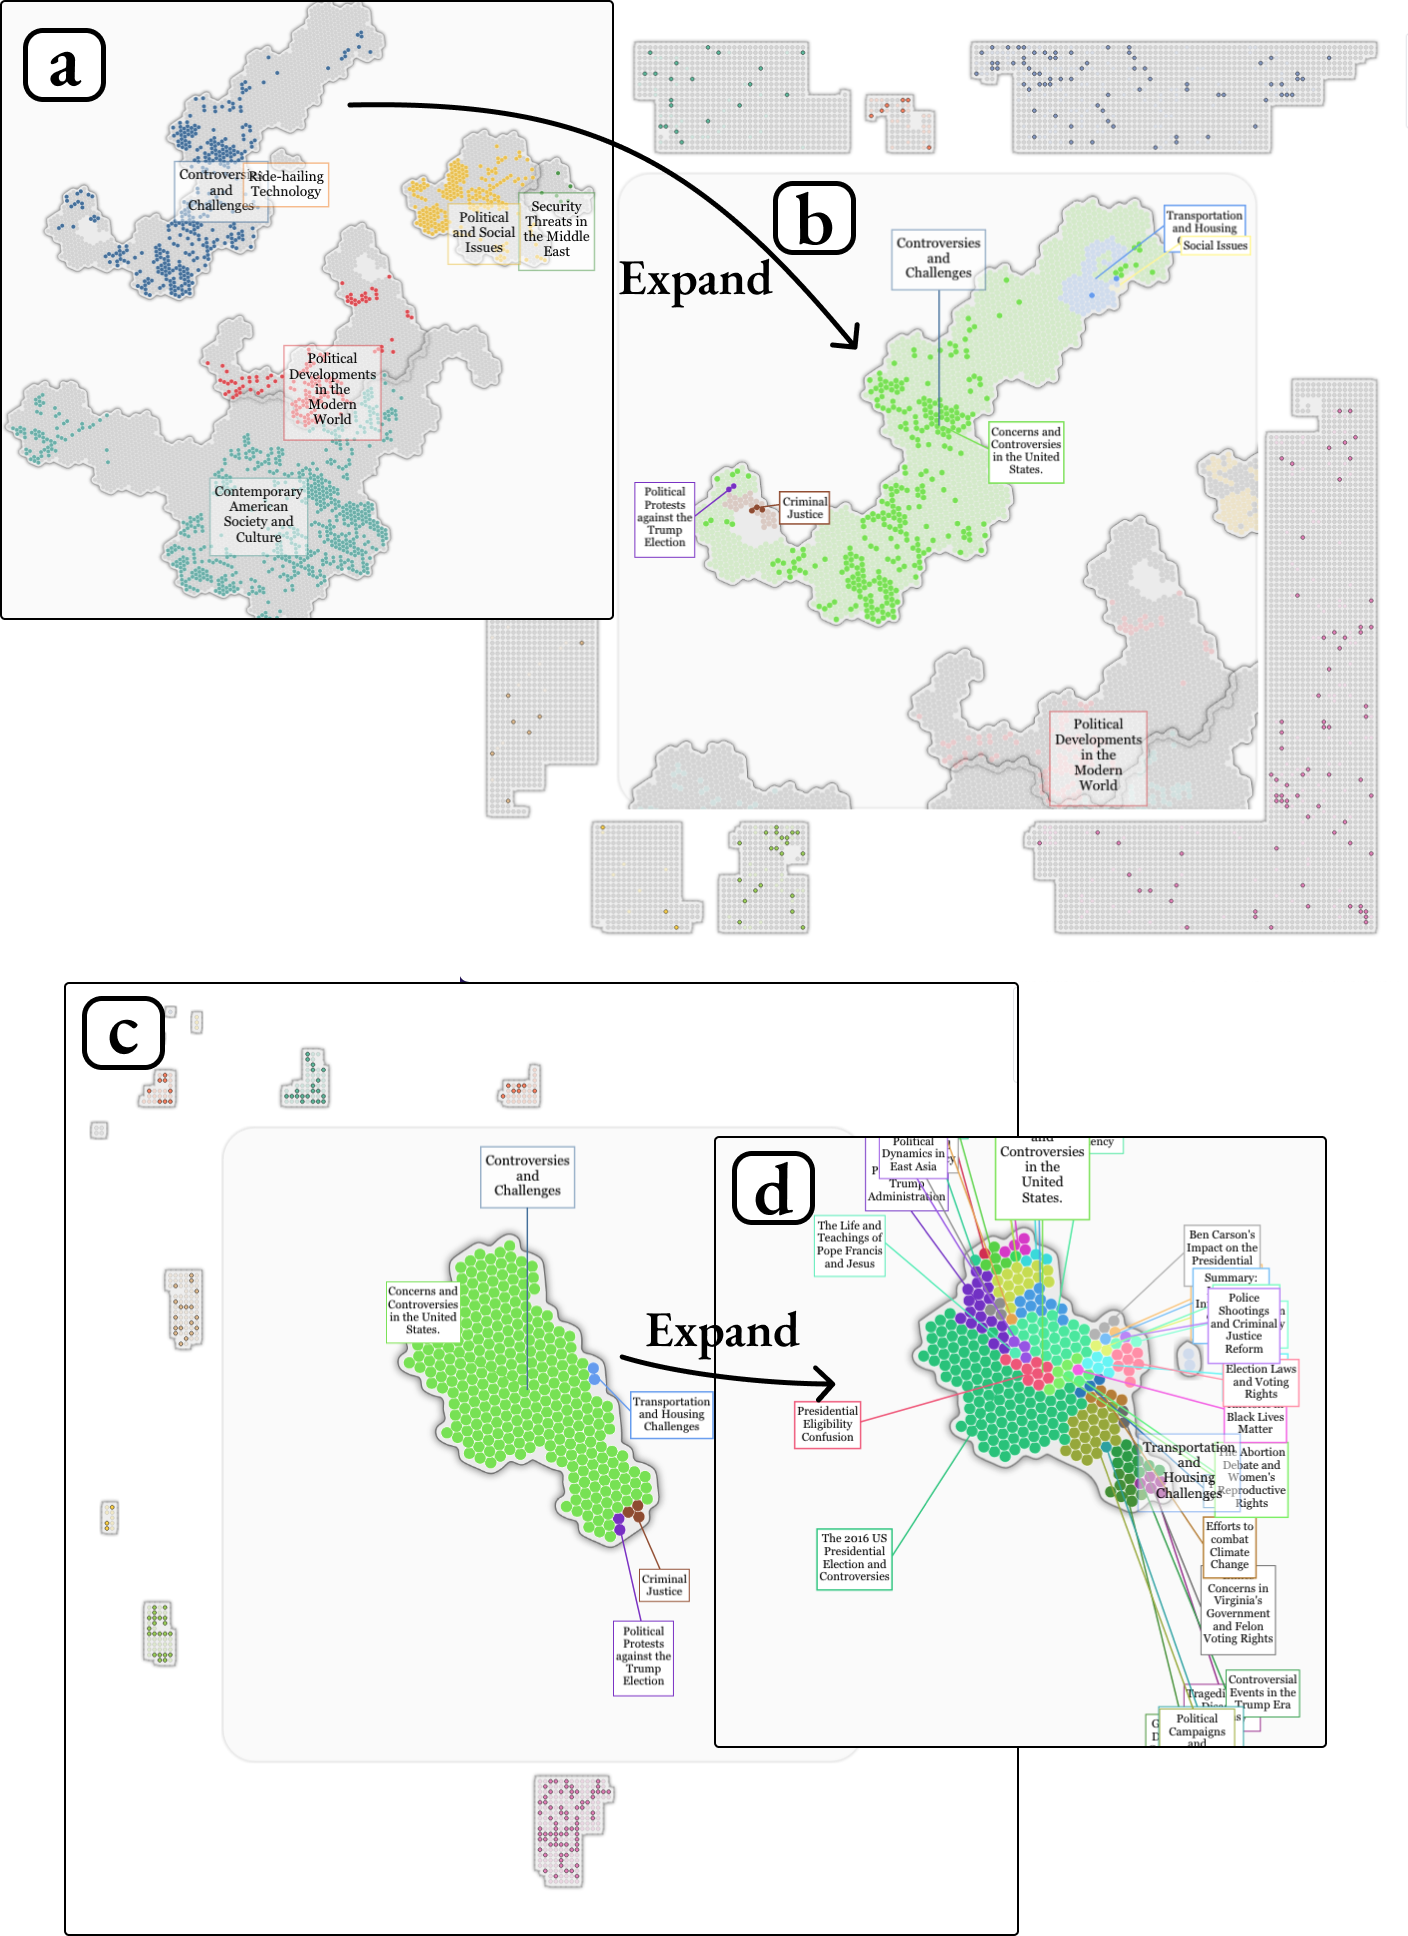 a
Controversies
and
Challenges
Ride-hailing
Technology
Political
and Social
Issues
Security
Threats in
the Middle
East
Political
Developments
in the
Modern
World
Contemporary
American
Society and
Culture
Expand
b
Controversies
and
Challenges
Transportation
and Housing
Social Issues
Concerns and
Controversies
in the United
States.
Political
Protests
against the
Trump
Election
Criminal
Justice
Political
Developments
in the
Modern
World
c
Controversies
and
Challenges
Concerns and
Controversies
in the United
States.
Expand
Transportation
and Housing
Challenges
Criminal
Justice
Political
Protests
against the
Trump
Election
d
Political
Dynamics in
East Asia
Trump
Administration
and
Controversies
in the
United
States.
The Life and
Teachings of
Pope Francis
and Jesus
Ben Carson's
Impact on the
Presidential
Summary:
Police
Shootings
and Criminal
Justice
Reform
Election Laws
and Voting
Rights
Black Lives
Matter
Presidential
Eligibility
Confusion
Transportation
and
Housing
Challenges
The Abortion
Debate and
Women's
Reproductive
Rights
The 2016 US
Presidential
Election and
Controversies
Efforts to
combat
Climate
Change
Concerns in
Virginia's
Government
and Felon
Voting Rights
Controversial
Events in the
Trump Era
Political
Campaigns
and